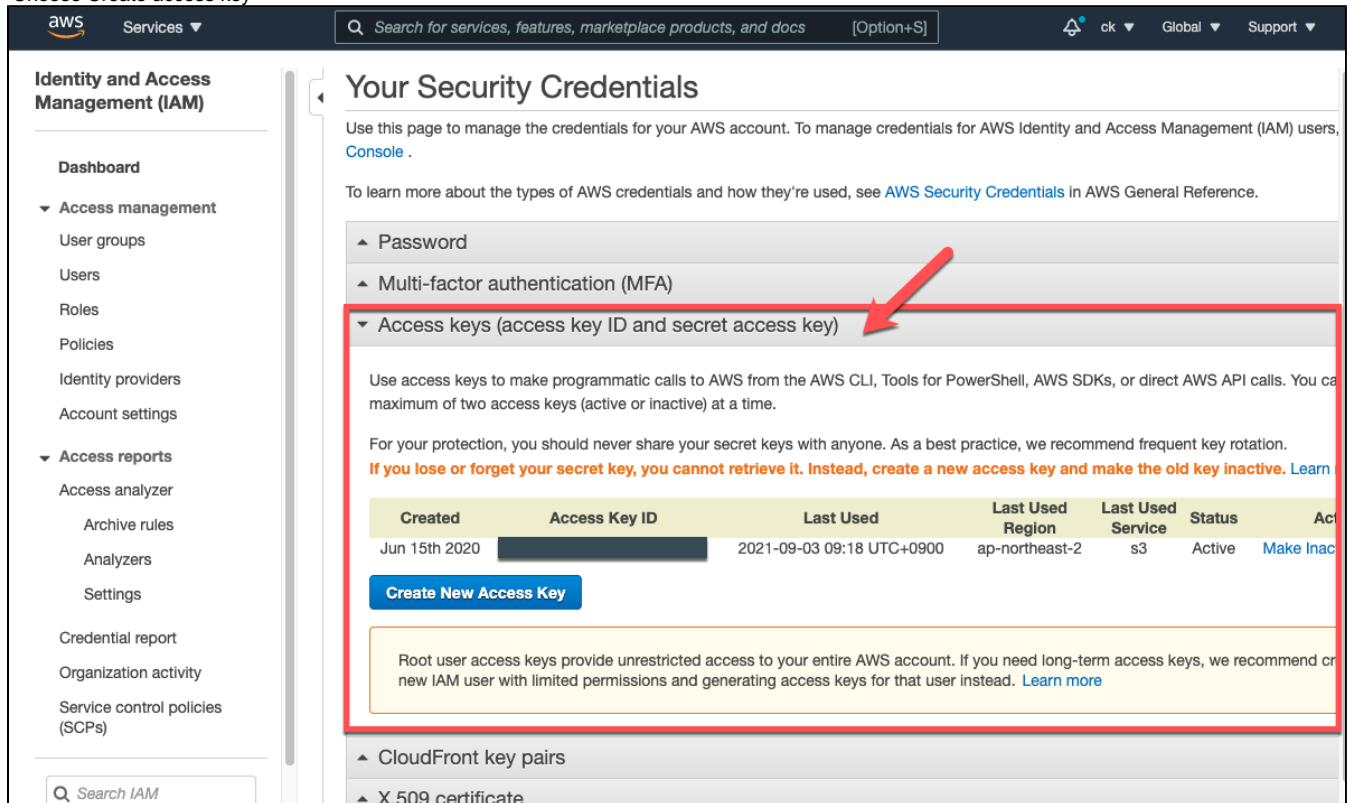 Choose Create access key
aws
Services ▼
Search for services, features, marketplace products, and docs [Option+S]
ck ▼
Global ▼
Support ▼
Identity and Access
Management (IAM)
Dashboard
Access management
User groups
Users
Roles
Policies
Identity providers
Account settings
Access reports
Access analyzer
Archive rules
Analyzers
Settings
Credential report
Organization activity
Service control policies
(SCPs)
Search IAM
Your Security Credentials
Use this page to manage the credentials for your AWS account. To manage credentials for AWS Identity and Access Management (IAM) users,
Console .
To learn more about the types of AWS credentials and how they're used, see AWS Security Credentials in AWS General Reference.
Password
Multi-factor authentication (MFA)
Access keys (access key ID and secret access key)
Use access keys to make programmatic calls to AWS from the AWS CLI, Tools for PowerShell, AWS SDKs, or direct AWS API calls. You ca
maximum of two access keys (active or inactive) at a time.
For your protection, you should never share your secret keys with anyone. As a best practice, we recommend frequent key rotation.
If you lose or forget your secret key, you cannot retrieve it. Instead, create a new access key and make the old key inactive. Learn
Created Access Key ID Last Used Last Used Region Last Used Service Status Act
Jun 15th 2020 2021-09-03 09:18 UTC+0900 ap-northeast-2 s3 Active Make Inac
Create New Access Key
Root user access keys provide unrestricted access to your entire AWS account. If you need long-term access keys, we recommend cr
new IAM user with limited permissions and generating access keys for that user instead. Learn more
CloudFront key pairs
X.509 certificate